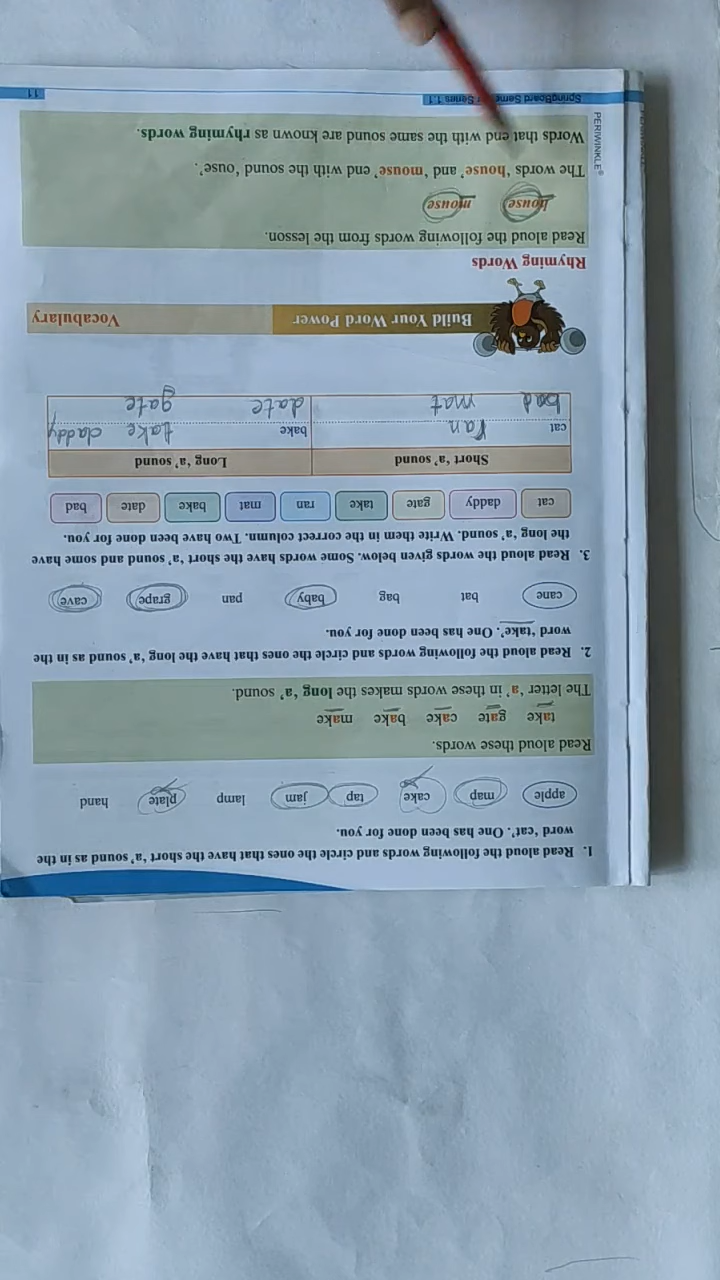 1. Read aloud the following words and circle the ones that have the short 'a' sound as in the
word 'cat'. One has been done for you.
apple map cake tap jam lamp plate hand
Read aloud these words.
take gate cake bake make
The letter 'a' in these words makes the long 'a' sound.
2. Read aloud the following words and circle the ones that have the long 'a' sound as in the
word 'take'. One has been done for you.
cane bat bag baby pan grape cave
3. Read aloud the words given below. Some words have the short 'a' sound and some have
the long 'a' sound. Write them in the correct column. Two have been done for you.
cat daddy gate take ran mat bake date bad
Short 'a' sound Long 'a' sound
cat ran bake take daddy
bad mat date gate
Build Your Word Power Vocabulary
Rhyming Words
Read aloud the following words from the lesson.
house mouse
The words 'house' and 'mouse' end with the sound 'ouse'.
Words that end with the same sound are known as rhyming words.
PERIWINKLE®
SpringBoard Series 1.1 11